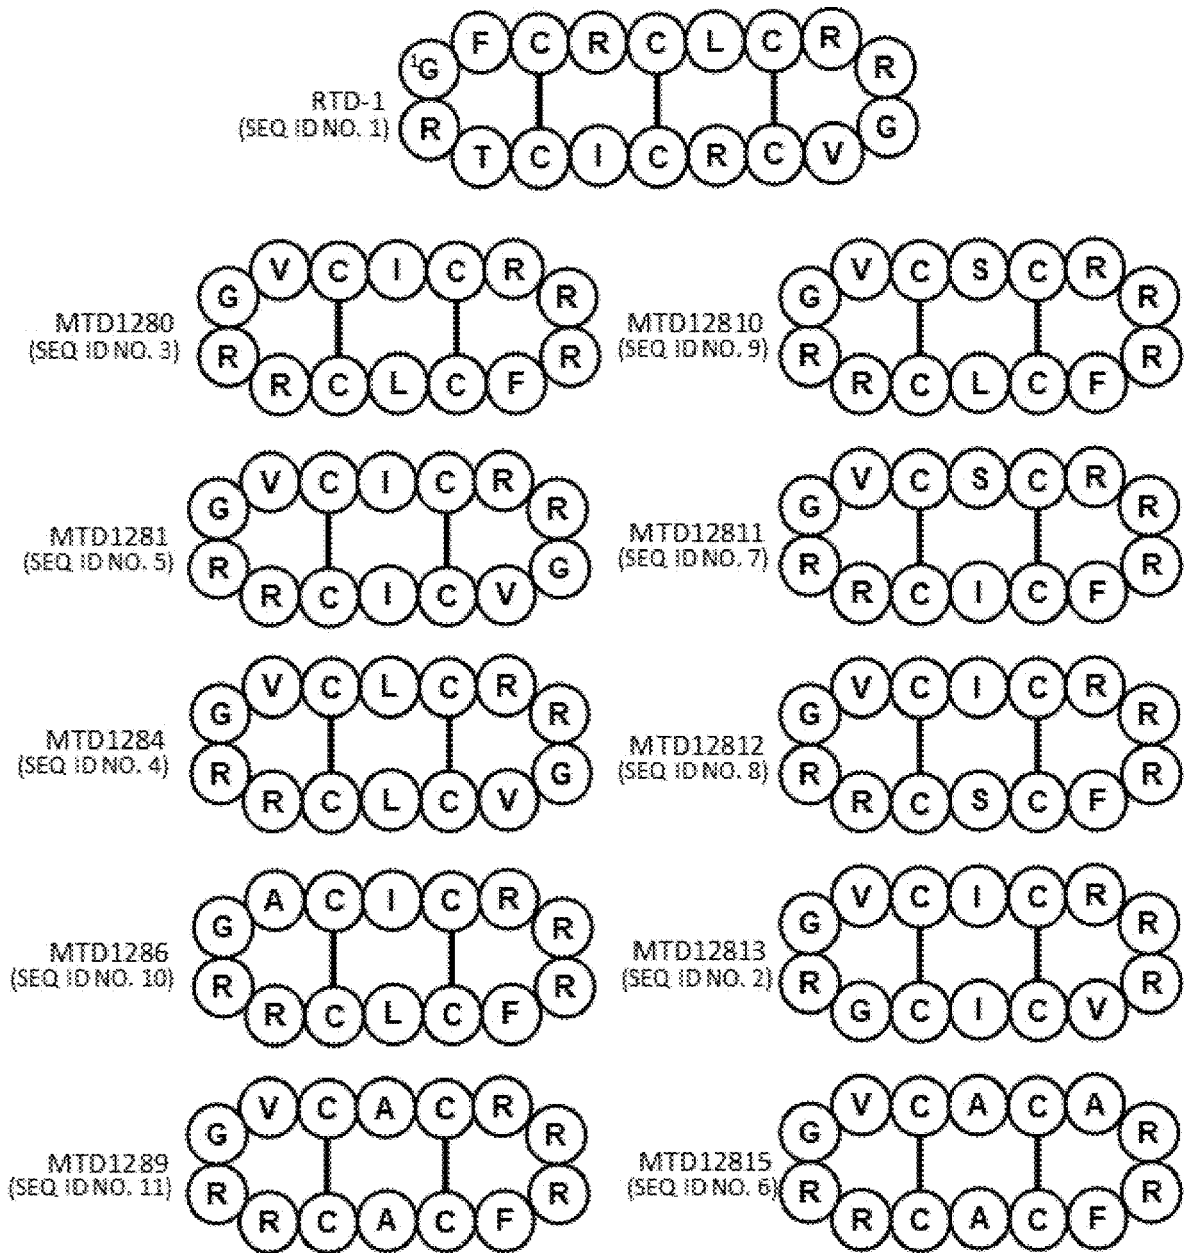 F C R C L C R
1G R
RTD-1
(SEQ ID NO. 1)
R G
T C I C R C V
V C I C R
G R
MTD1280
(SEQ ID NO. 3)
R R
R C L C F
V C S C R
G R
MTD12810
(SEQ ID NO. 9)
R R
R C L C F
V C I C R
G R
MTD1281
(SEQ ID NO. 5)
R G
R C I C V
V C S C R
G R
MTD12811
(SEQ ID NO. 7)
R R
R C I C F
V C L C R
G R
MTD1284
(SEQ ID NO. 4)
R G
R C L C V
V C I C R
G R
MTD12812
(SEQ ID NO. 8)
R R
R C S C F
A C I C R
G R
MTD1286
(SEQ ID NO. 10)
R R
R C L C F
V C I C R
G R
MTD12813
(SEQ ID NO. 2)
R R
G C I C V
V C A C R
G R
MTD1289
(SEQ ID NO. 11)
R R
R C A C F
V C A C A
G R
MTD12815
(SEQ ID NO. 6)
R R
R C A C F